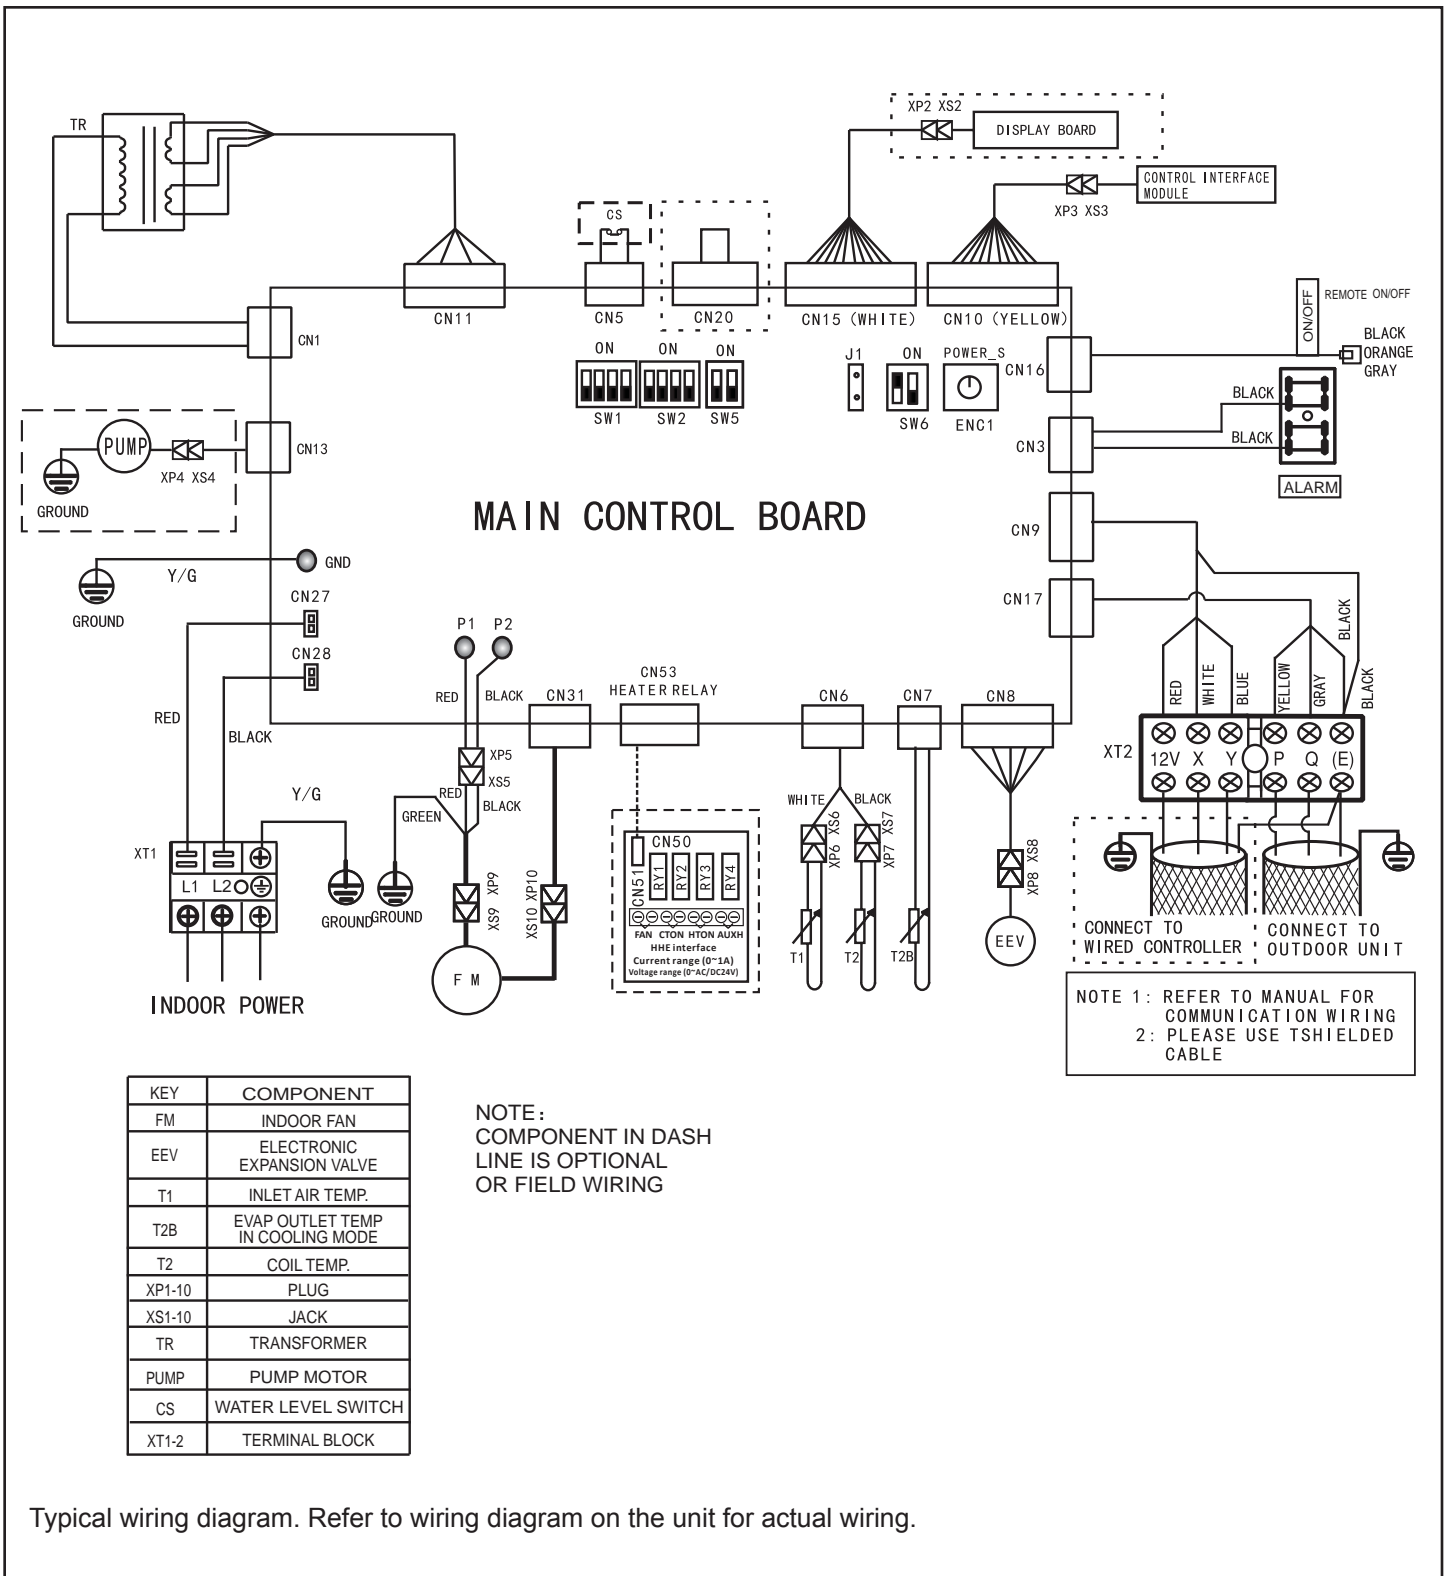 TR
XP2 XS2
DISPLAY BOARD
CONTROL INTERFACE
MODULE
XP3 XS3
CS
CN11
CN5
CN20
CN15 (WHITE)
CN10 (YELLOW)
CN1
ON/OFF
REMOTE ON/OFF
BLACK
ORANGE
GRAY
ON
ON
ON
SW1
SW2
SW5
J1
ON
SW6
POWER_S
ENC1
CN16
BLACK
BLACK
CN3
ALARM
PUMP
XP4 XS4
GROUND
CN13
MAIN CONTROL BOARD
CN9
CN17
Y/G
GND
GROUND
CN27
CN28
RED
BLACK
P1
P2
RED
BLACK
CN31
CN53
HEATER RELAY
CN6
CN7
CN8
BLACK
RED
WHITE
BLUE
YELLOW
GRAY
BLACK
XT2
12V X Y P Q (E)
XP5
XS5
RED
BLACK
GREEN
Y/G
XT1
L1 L2
GROUND
GROUND
INDOOR POWER
XS9 XP9
XS10 XP10
F M
CN51
CN50
RY1
RY2
RY3
RY4
FAN CTON HTON AUXH
HHE interface
Current range (0~1A)
Voltage range (0~AC/DC24V)
WHITE
BLACK
XP6 XS6
XP7 XS7
T1
T2
T2B
XP8 XS8
EEV
CONNECT TO
WIRED CONTROLLER
CONNECT TO
OUTDOOR UNIT
NOTE 1: REFER TO MANUAL FOR
COMMUNICATION WIRING
2: PLEASE USE TSHIELDED
CABLE
KEY COMPONENT
FM INDOOR FAN
EEV ELECTRONIC
EXPANSION VALVE
T1 INLET AIR TEMP.
T2B EVAP OUTLET TEMP
IN COOLING MODE
T2 COIL TEMP.
XP1-10 PLUG
XS1-10 JACK
TR TRANSFORMER
PUMP PUMP MOTOR
CS WATER LEVEL SWITCH
XT1-2 TERMINAL BLOCK
NOTE:
COMPONENT IN DASH
LINE IS OPTIONAL
OR FIELD WIRING
Typical wiring diagram. Refer to wiring diagram on the unit for actual wiring.